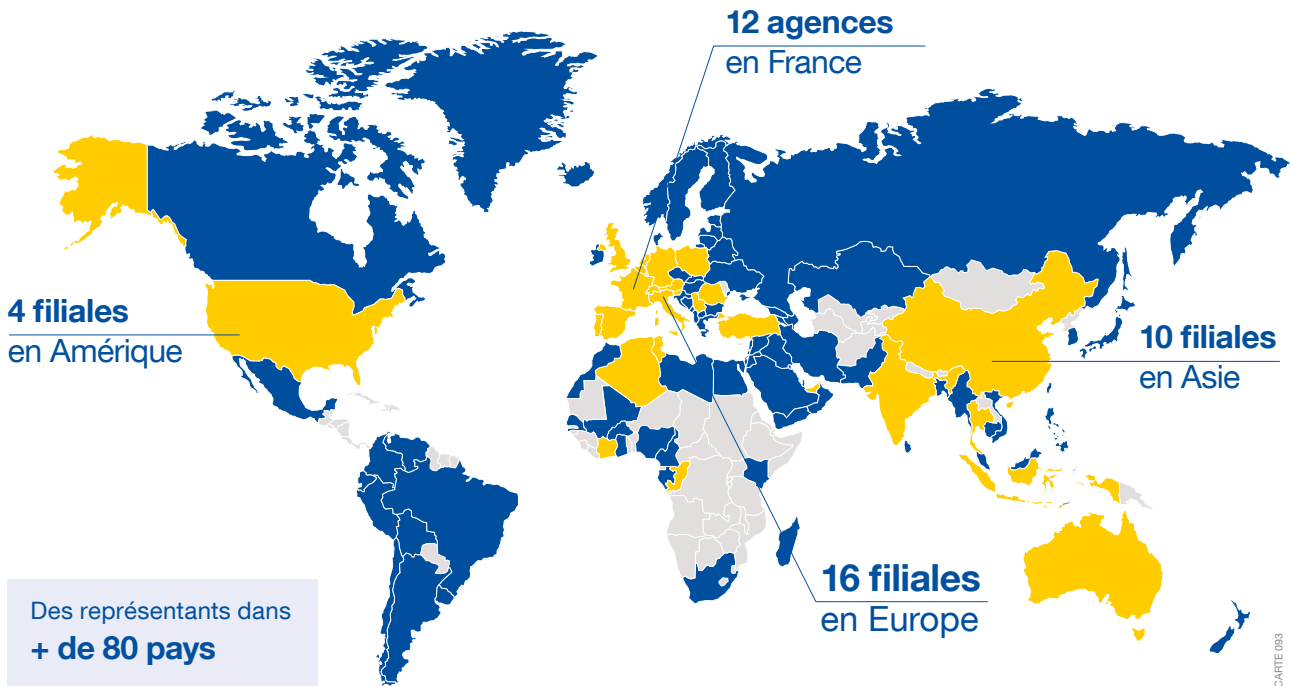 12 agences
en France
4 filiales
en Amérique
10 filiales
en Asie
16 filiales
en Europe
Des représentants dans
+ de 80 pays
CARTE 093